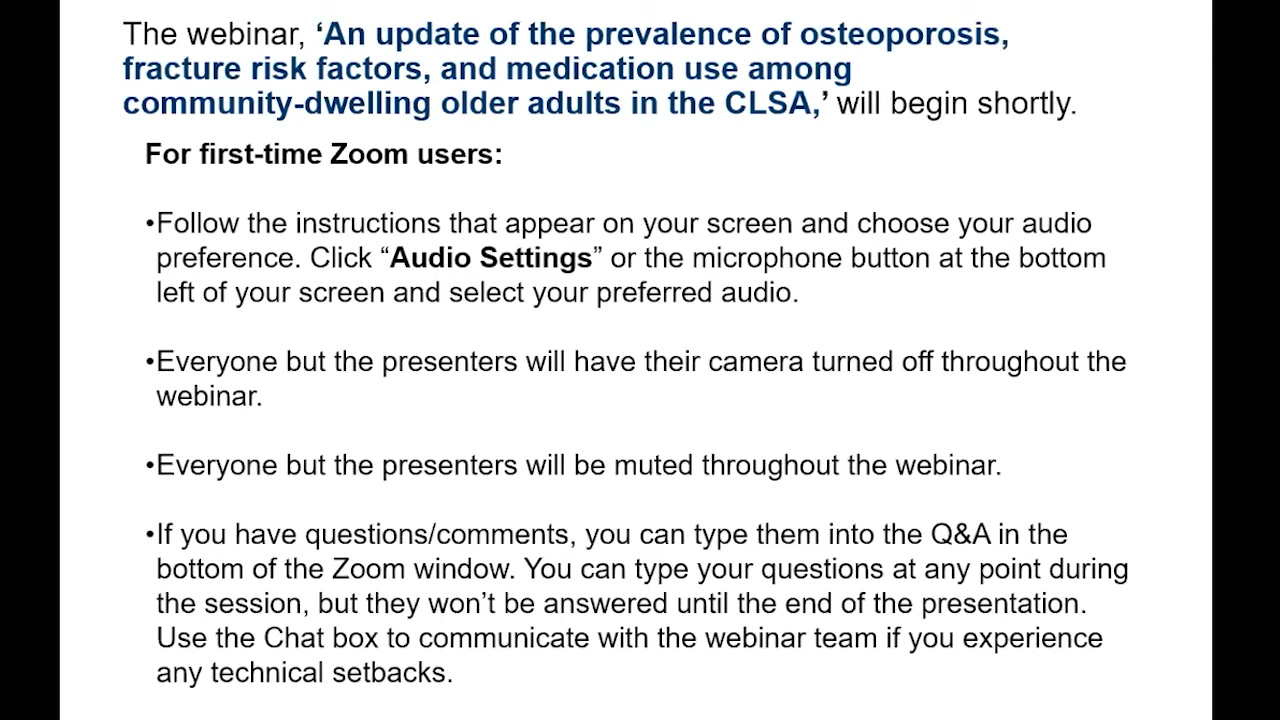 The webinar, ‘An update of the prevalence of osteoporosis,
fracture risk factors, and medication use among
community-dwelling older adults in the CLSA,’ will begin shortly.
For first-time Zoom users:
•Follow the instructions that appear on your screen and choose your audio
preference. Click “Audio Settings” or the microphone button at the bottom
left of your screen and select your preferred audio.
•Everyone but the presenters will have their camera turned off throughout the
webinar.
•Everyone but the presenters will be muted throughout the webinar.
•If you have questions/comments, you can type them into the Q&A in the
bottom of the Zoom window. You can type your questions at any point during
the session, but they won’t be answered until the end of the presentation.
Use the Chat box to communicate with the webinar team if you experience
any technical setbacks.